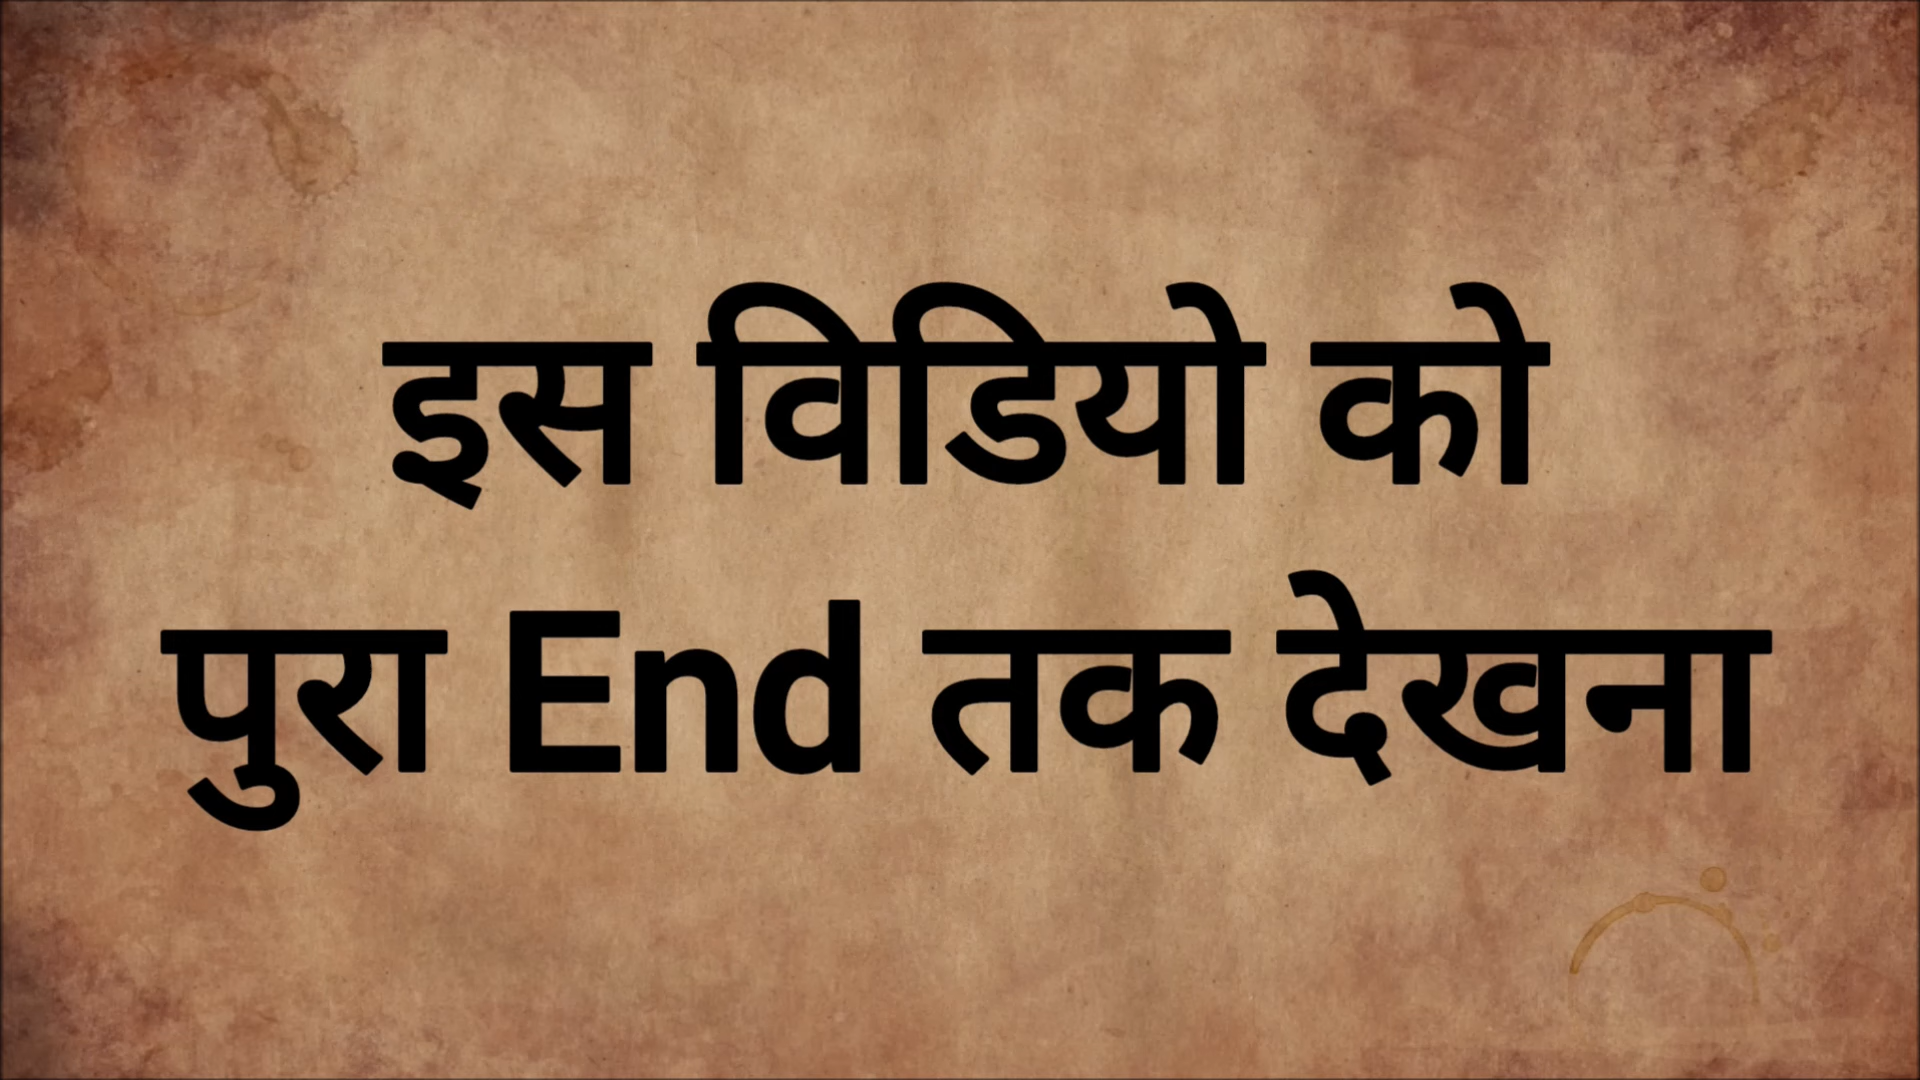 इस विडियो को
पुरा End तक देखना